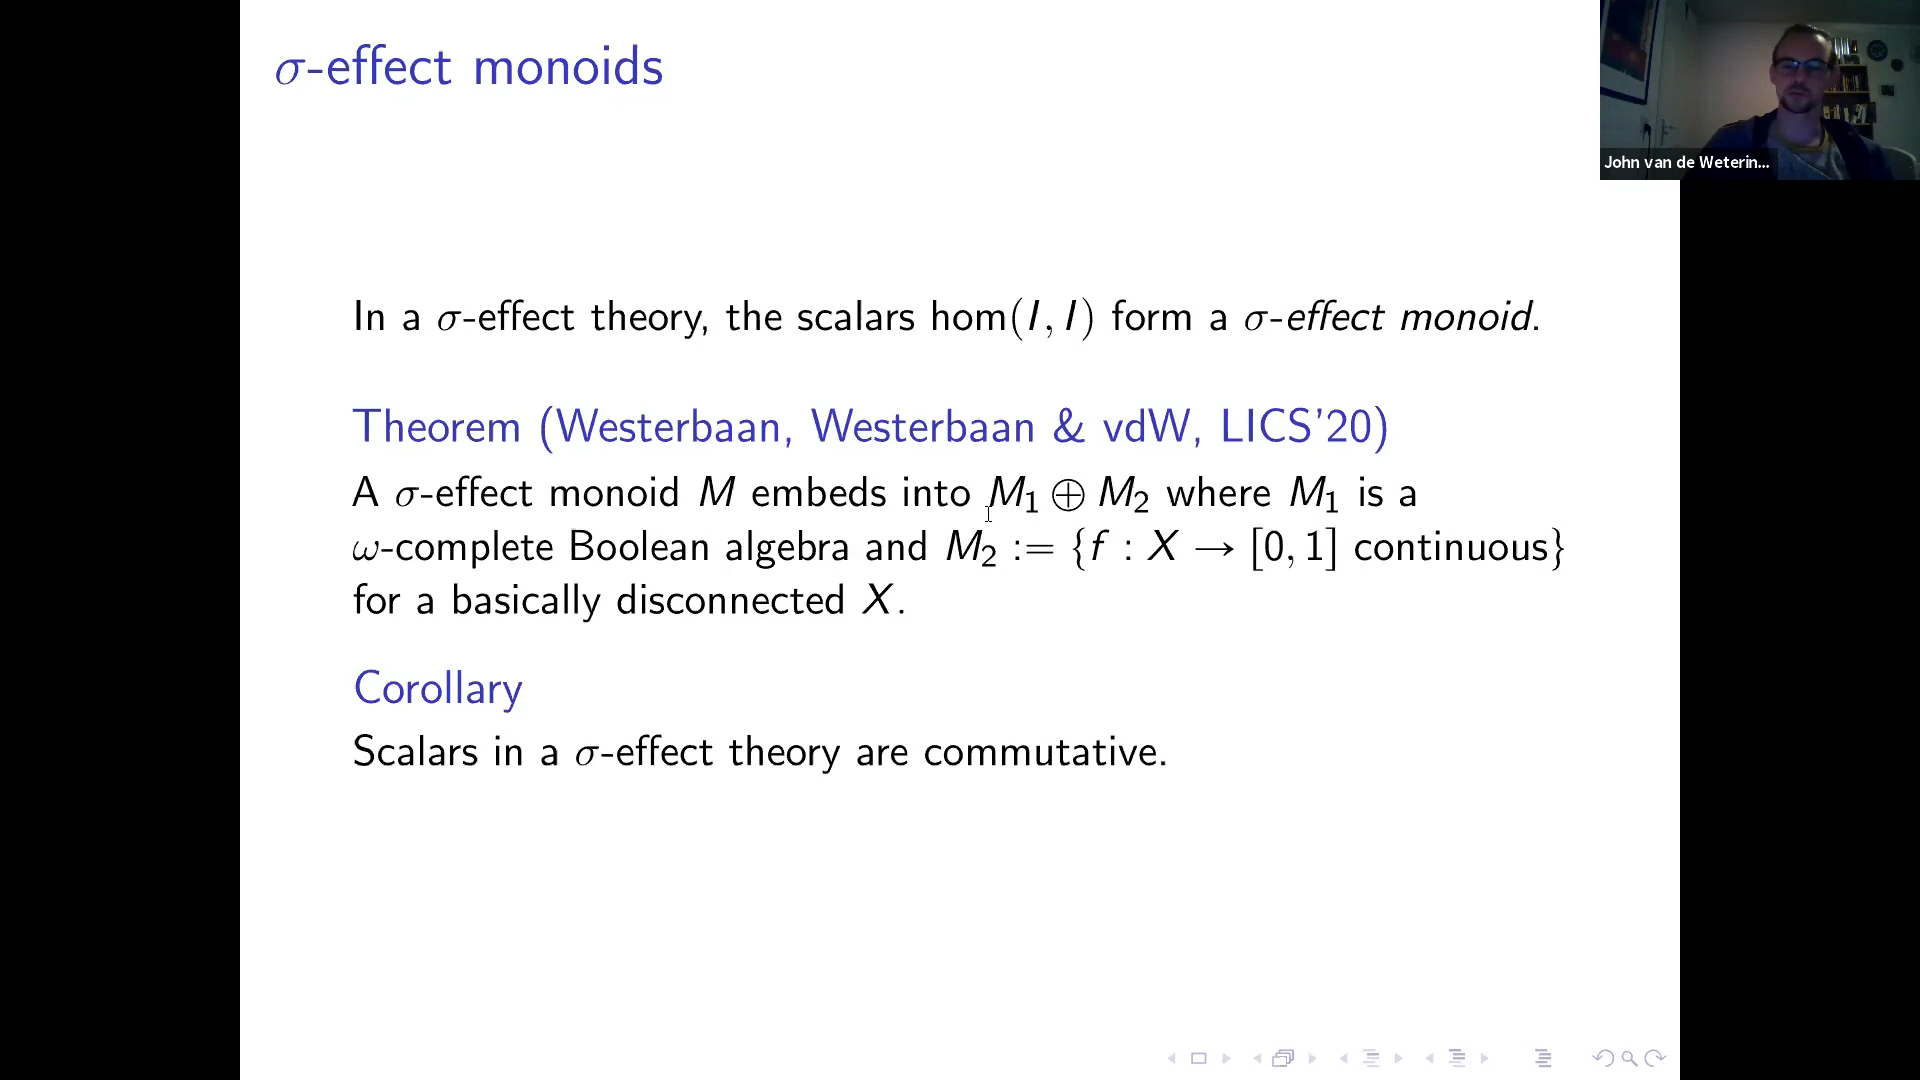 σ-effect monoids
John van de Weterin...
In a σ-effect theory, the scalars hom(I, I) form a σ-effect monoid.
Theorem (Westerbaan, Westerbaan & vdW, LICS'20)
A σ-effect monoid M embeds into M₁ ⊕ M₂ where M₁ is a
ω-complete Boolean algebra and M₂ := {f : X → [0, 1] continuous}
for a basically disconnected X.
Corollary
Scalars in a σ-effect theory are commutative.